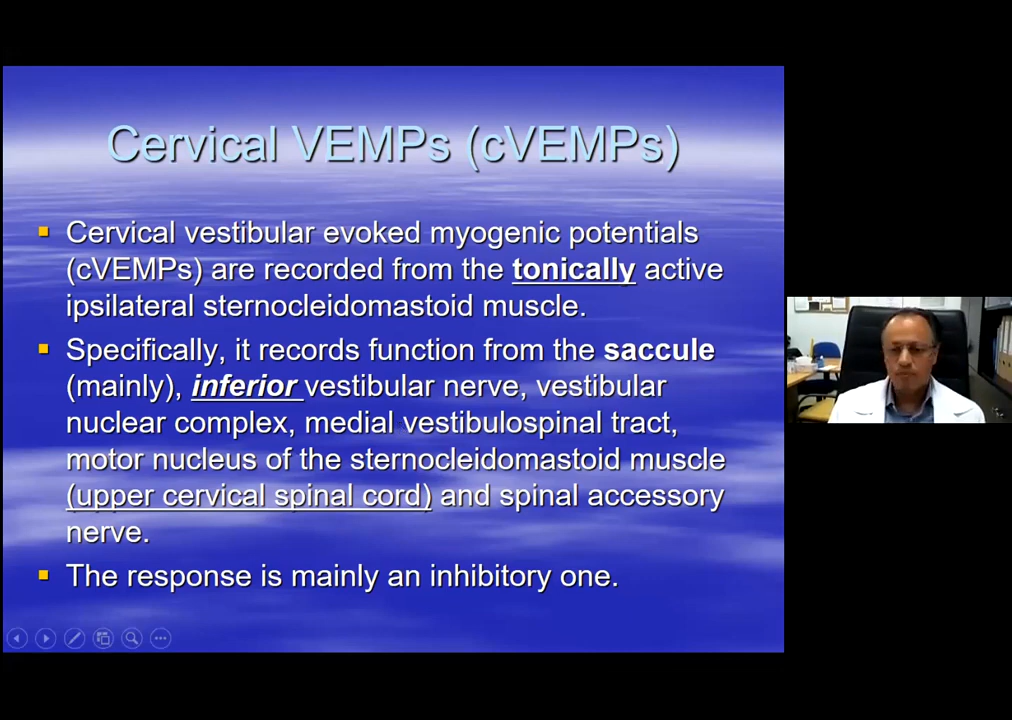 Cervical VEMPs (cVEMPs)
Cervical vestibular evoked myogenic potentials
(cVEMPs) are recorded from the tonically active
ipsilateral sternocleidomastoid muscle.
Specifically, it records function from the saccule
(mainly), inferior vestibular nerve, vestibular
nuclear complex, medial vestibulospinal tract,
motor nucleus of the sternocleidomastoid muscle
(upper cervical spinal cord) and spinal accessory
nerve.
The response is mainly an inhibitory one.